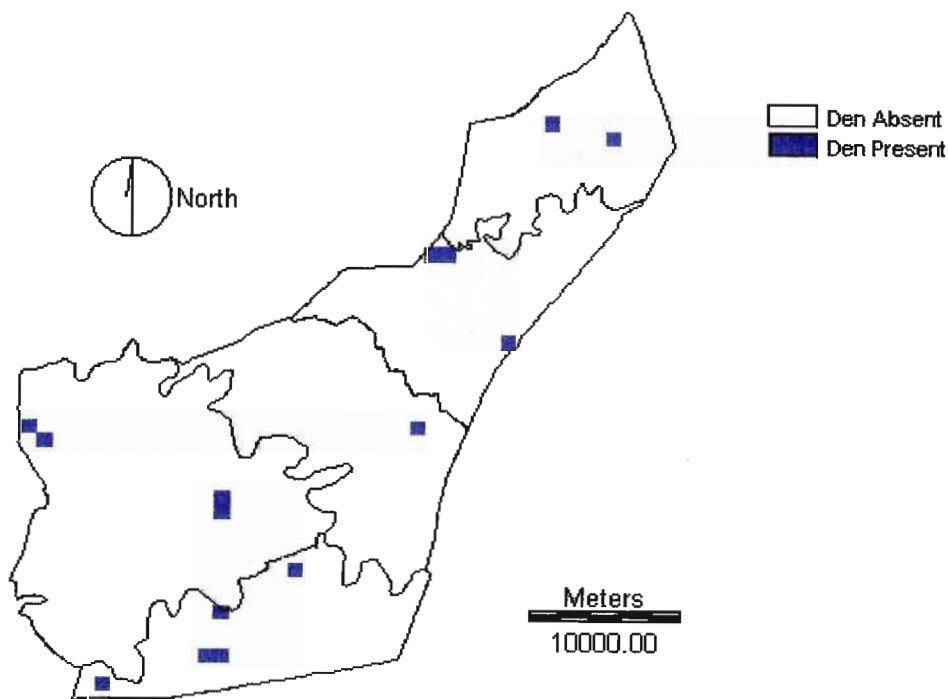 Den Absent
Den Present
North
Meters
10000.00